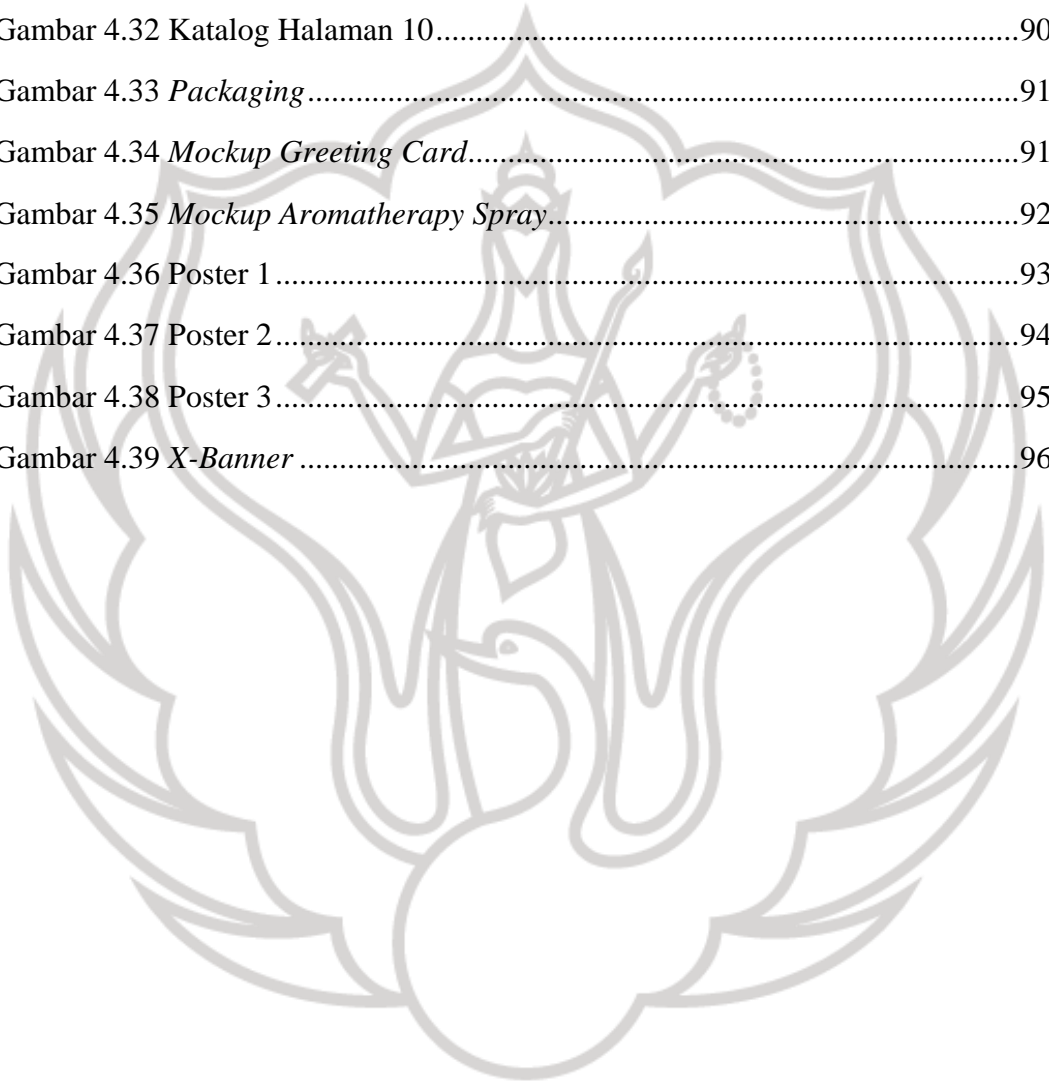 Gambar 4.32 Katalog Halaman 10.......................................................................90
Gambar 4.33 Packaging.......................................................................................91
Gambar 4.34 Mockup Greeting Card...................................................................91
Gambar 4.35 Mockup Aromatherapy Spray.........................................................92
Gambar 4.36 Poster 1...........................................................................................93
Gambar 4.37 Poster 2...........................................................................................94
Gambar 4.38 Poster 3...........................................................................................95
Gambar 4.39 X-Banner........................................................................................96